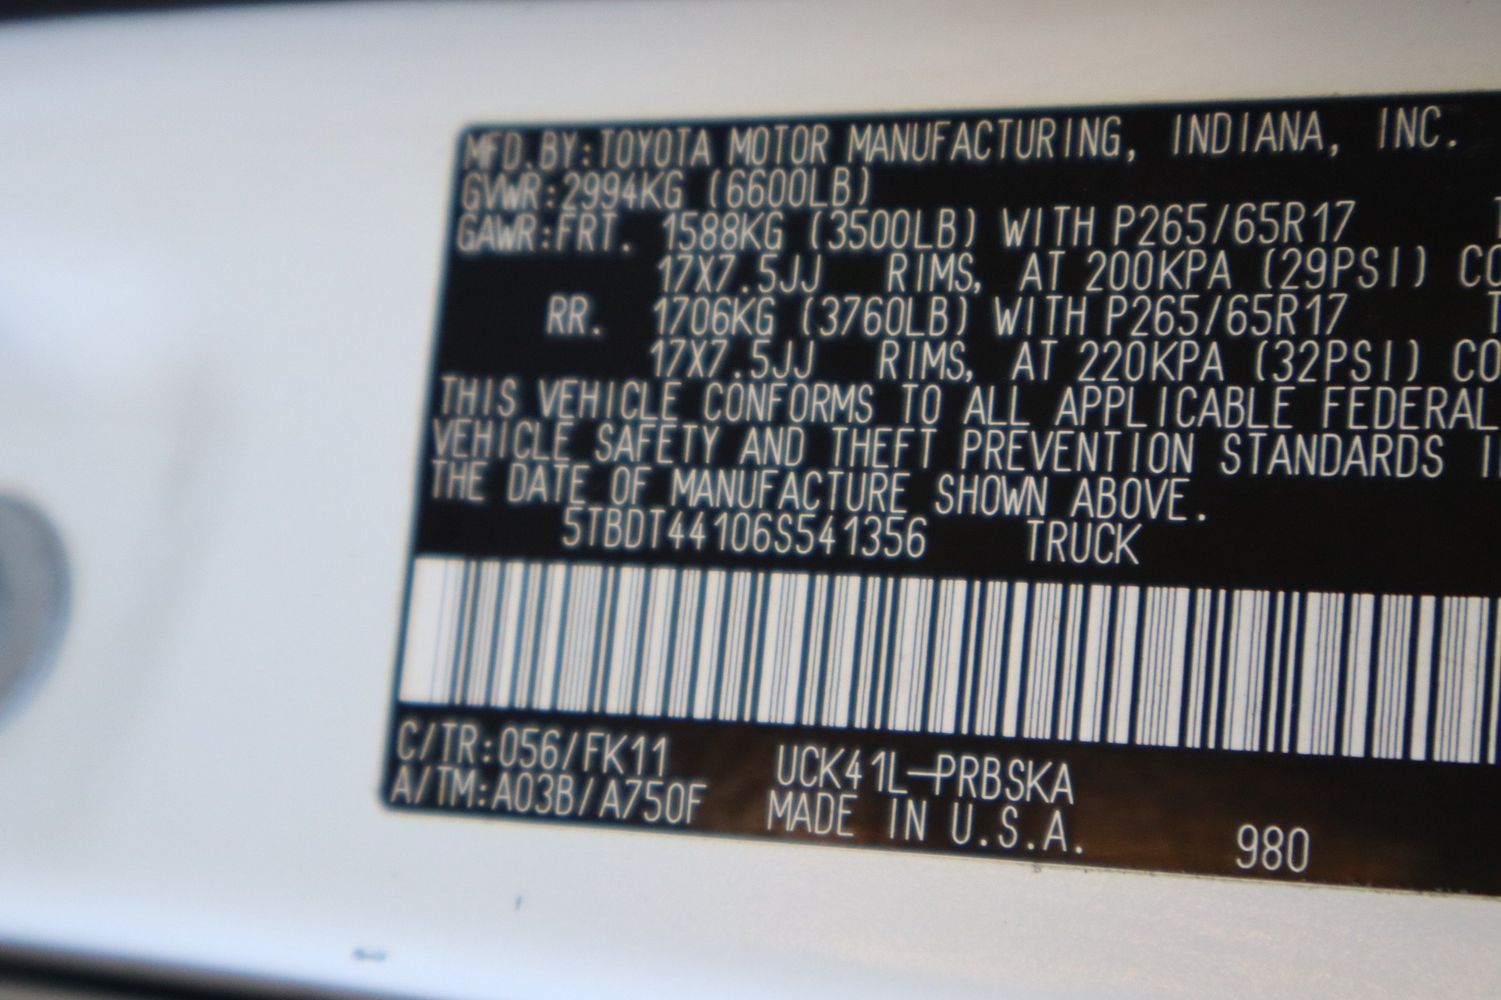 MFD.BY:TOYOTA MOTOR MANUFACTURING, INDIANA, INC.
GVWR:2994KG (6600LB)
GAWR:FRT. 1588KG (3500LB) WITH P265/65R17
17X7.5JJ RIMS, AT 200KPA (29PSI) CO
RR. 1706KG (3760LB) WITH P265/65R17
17X7.5JJ RIMS, AT 220KPA (32PSI) CO
THIS VEHICLE CONFORMS TO ALL APPLICABLE FEDERAL
VEHICLE SAFETY AND THEFT PREVENTION STANDARDS
THE DATE OF MANUFACTURE SHOWN ABOVE.
5TBDT44106S541356 TRUCK
C/TR:056/FK11 UCK41L-PRBSKA
A/TM:A03B/A750F MADE IN U.S.A. 980